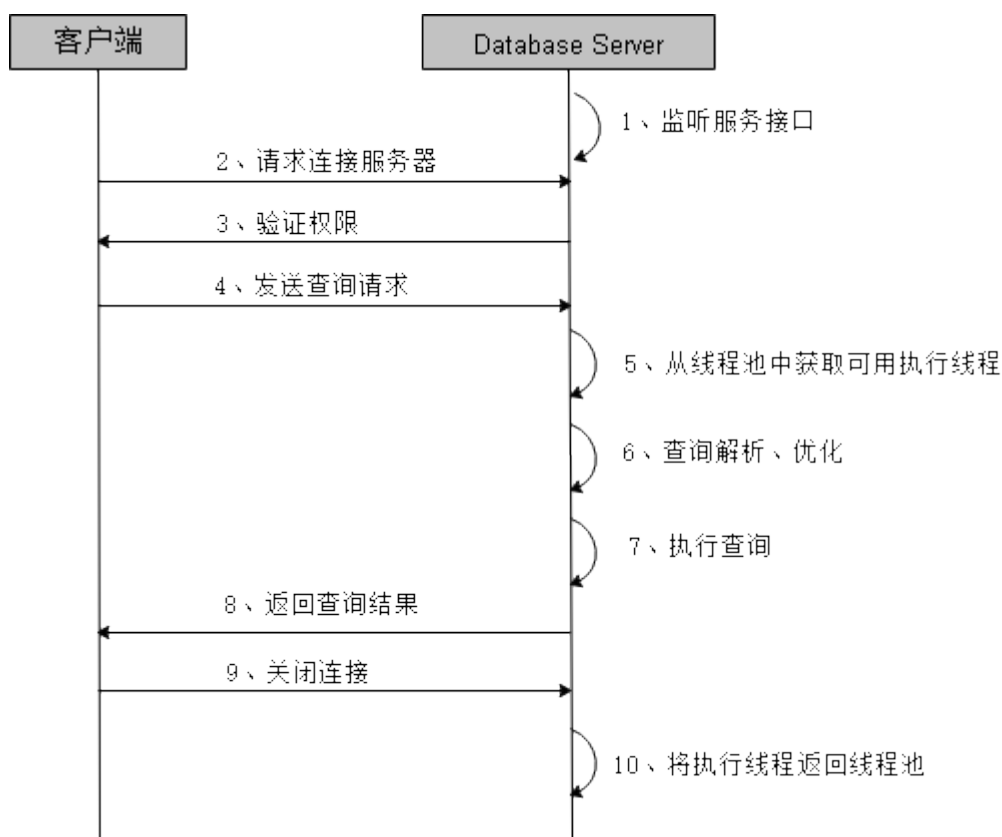 客户端
Database Server
1、监听服务接口
2、请求连接服务器
3、验证权限
4、发送查询请求
5、从线程池中获取可用执行线程
6、查询解析、优化
7、执行查询
8、返回查询结果
9、关闭连接
10、将执行线程返回线程池